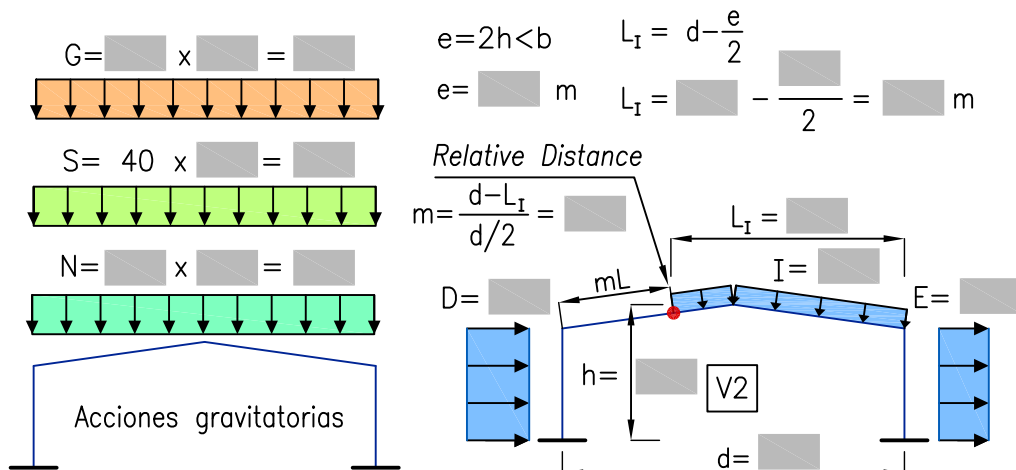 G= x =
S= 40 x =
N= x =
Acciones gravitatorias
e=2h<b
e= m
L_I = d-e/2
L_I = - /2 = m
Relative Distance
m= (d-L_I)/(d/2) =
L_I =
mL
I=
D=
E=
h=
V2
d=